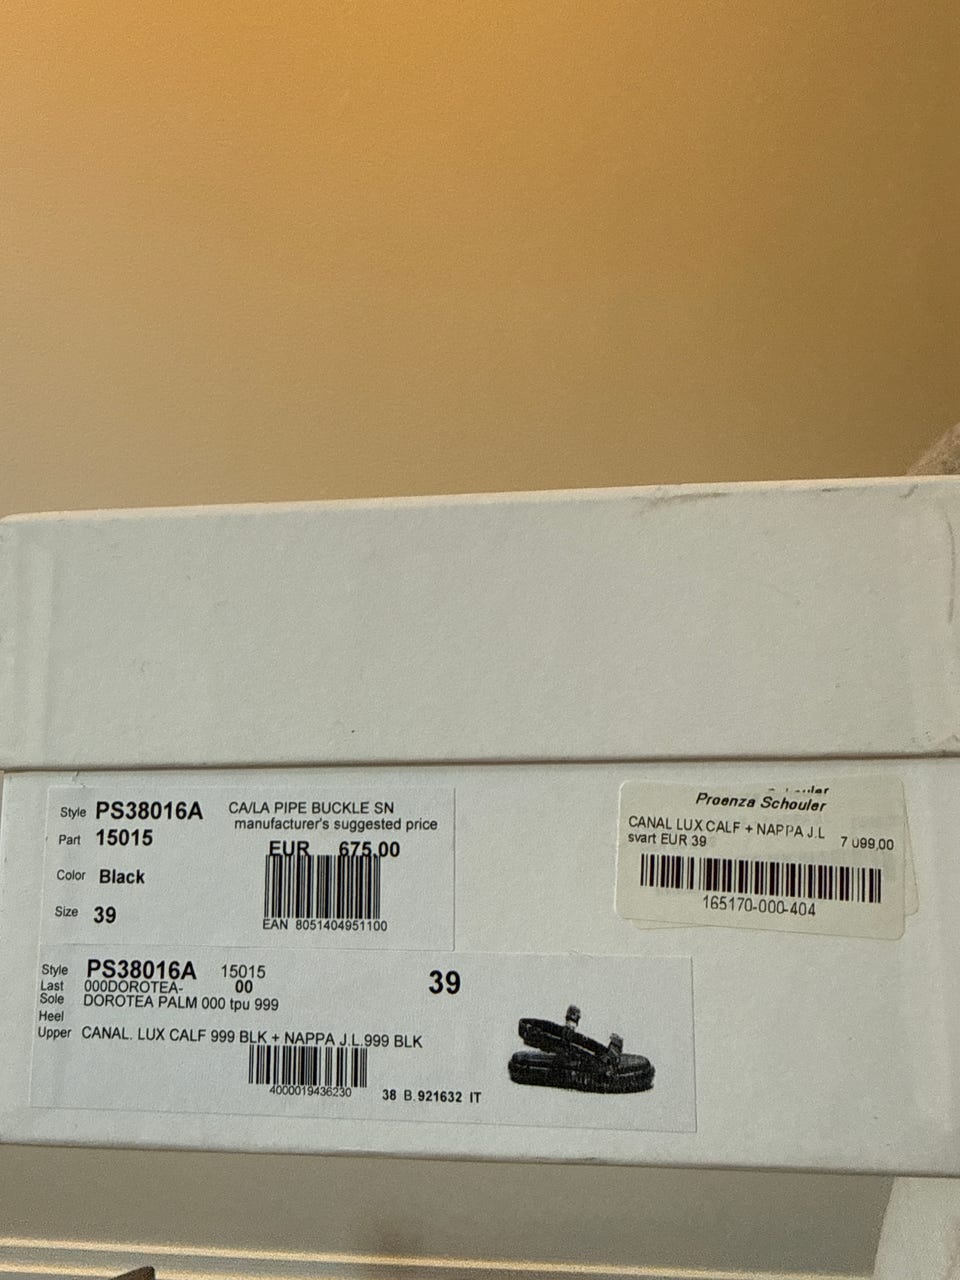 Style PS38016A CA/LA PIPE BUCKLE SN
manufacturer's suggested price
Part 15015
EUR 675,00
Color Black
Size 39
EAN 8051404951100
Proenza Schouler
CANAL LUX CALF + NAPPA J.L
svart EUR 39 7 099,00
165170-000-404
Style PS38016A 15015 39
Last 000DOROTEA- 00
Sole DOROTEA PALM 000 tpu 999
Heel
Upper CANAL. LUX CALF 999 BLK + NAPPA J.L.999 BLK
4000019436230
38 B.921632 IT